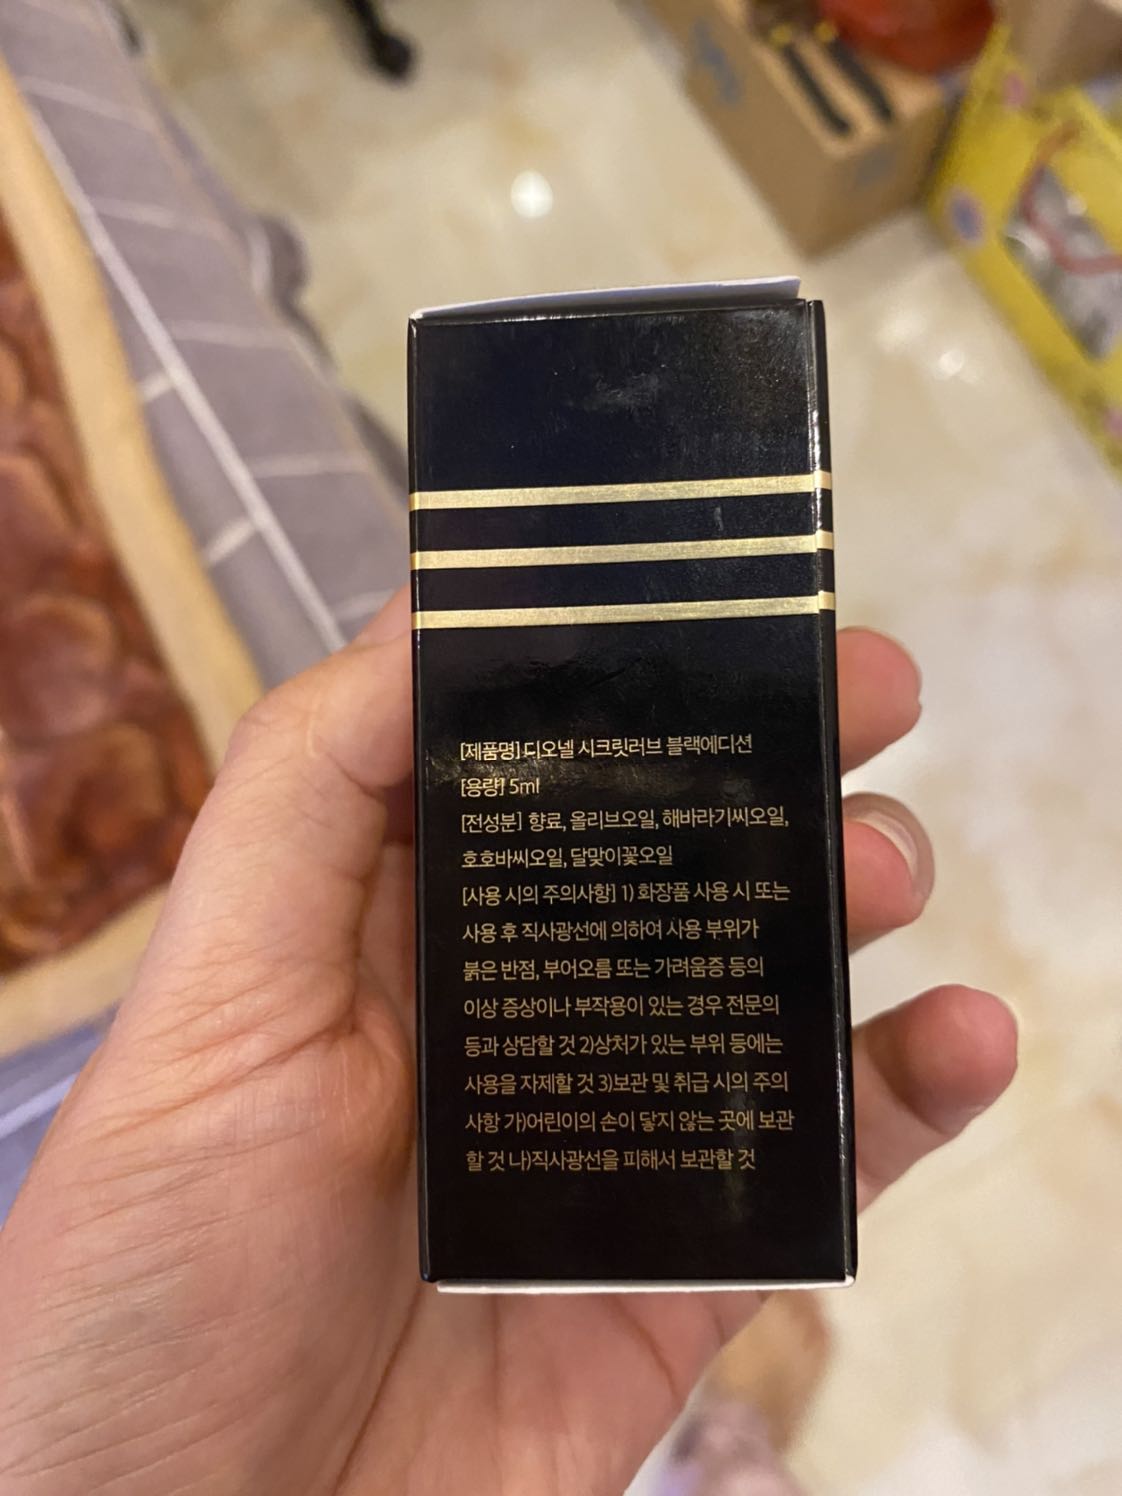 [제품명] 디오넬 시크릿러브 블랙에디션
[용량] 5ml
[전성분] 향료, 올리브오일, 해바라기씨오일,
호호바씨오일, 달맞이꽃오일
[사용 시의 주의사항] 1) 화장품 사용 시 또는
사용 후 직사광선에 의하여 사용 부위가
붉은 반점, 부어오름 또는 가려움증 등의
이상 증상이나 부작용이 있는 경우 전문의
등과 상담할 것 2)상처가 있는 부위 등에는
사용을 자제할 것 3)보관 및 취급 시의 주의
사항 가)어린이의 손이 닿지 않는 곳에 보관
할 것 나)직사광선을 피해서 보관할 것